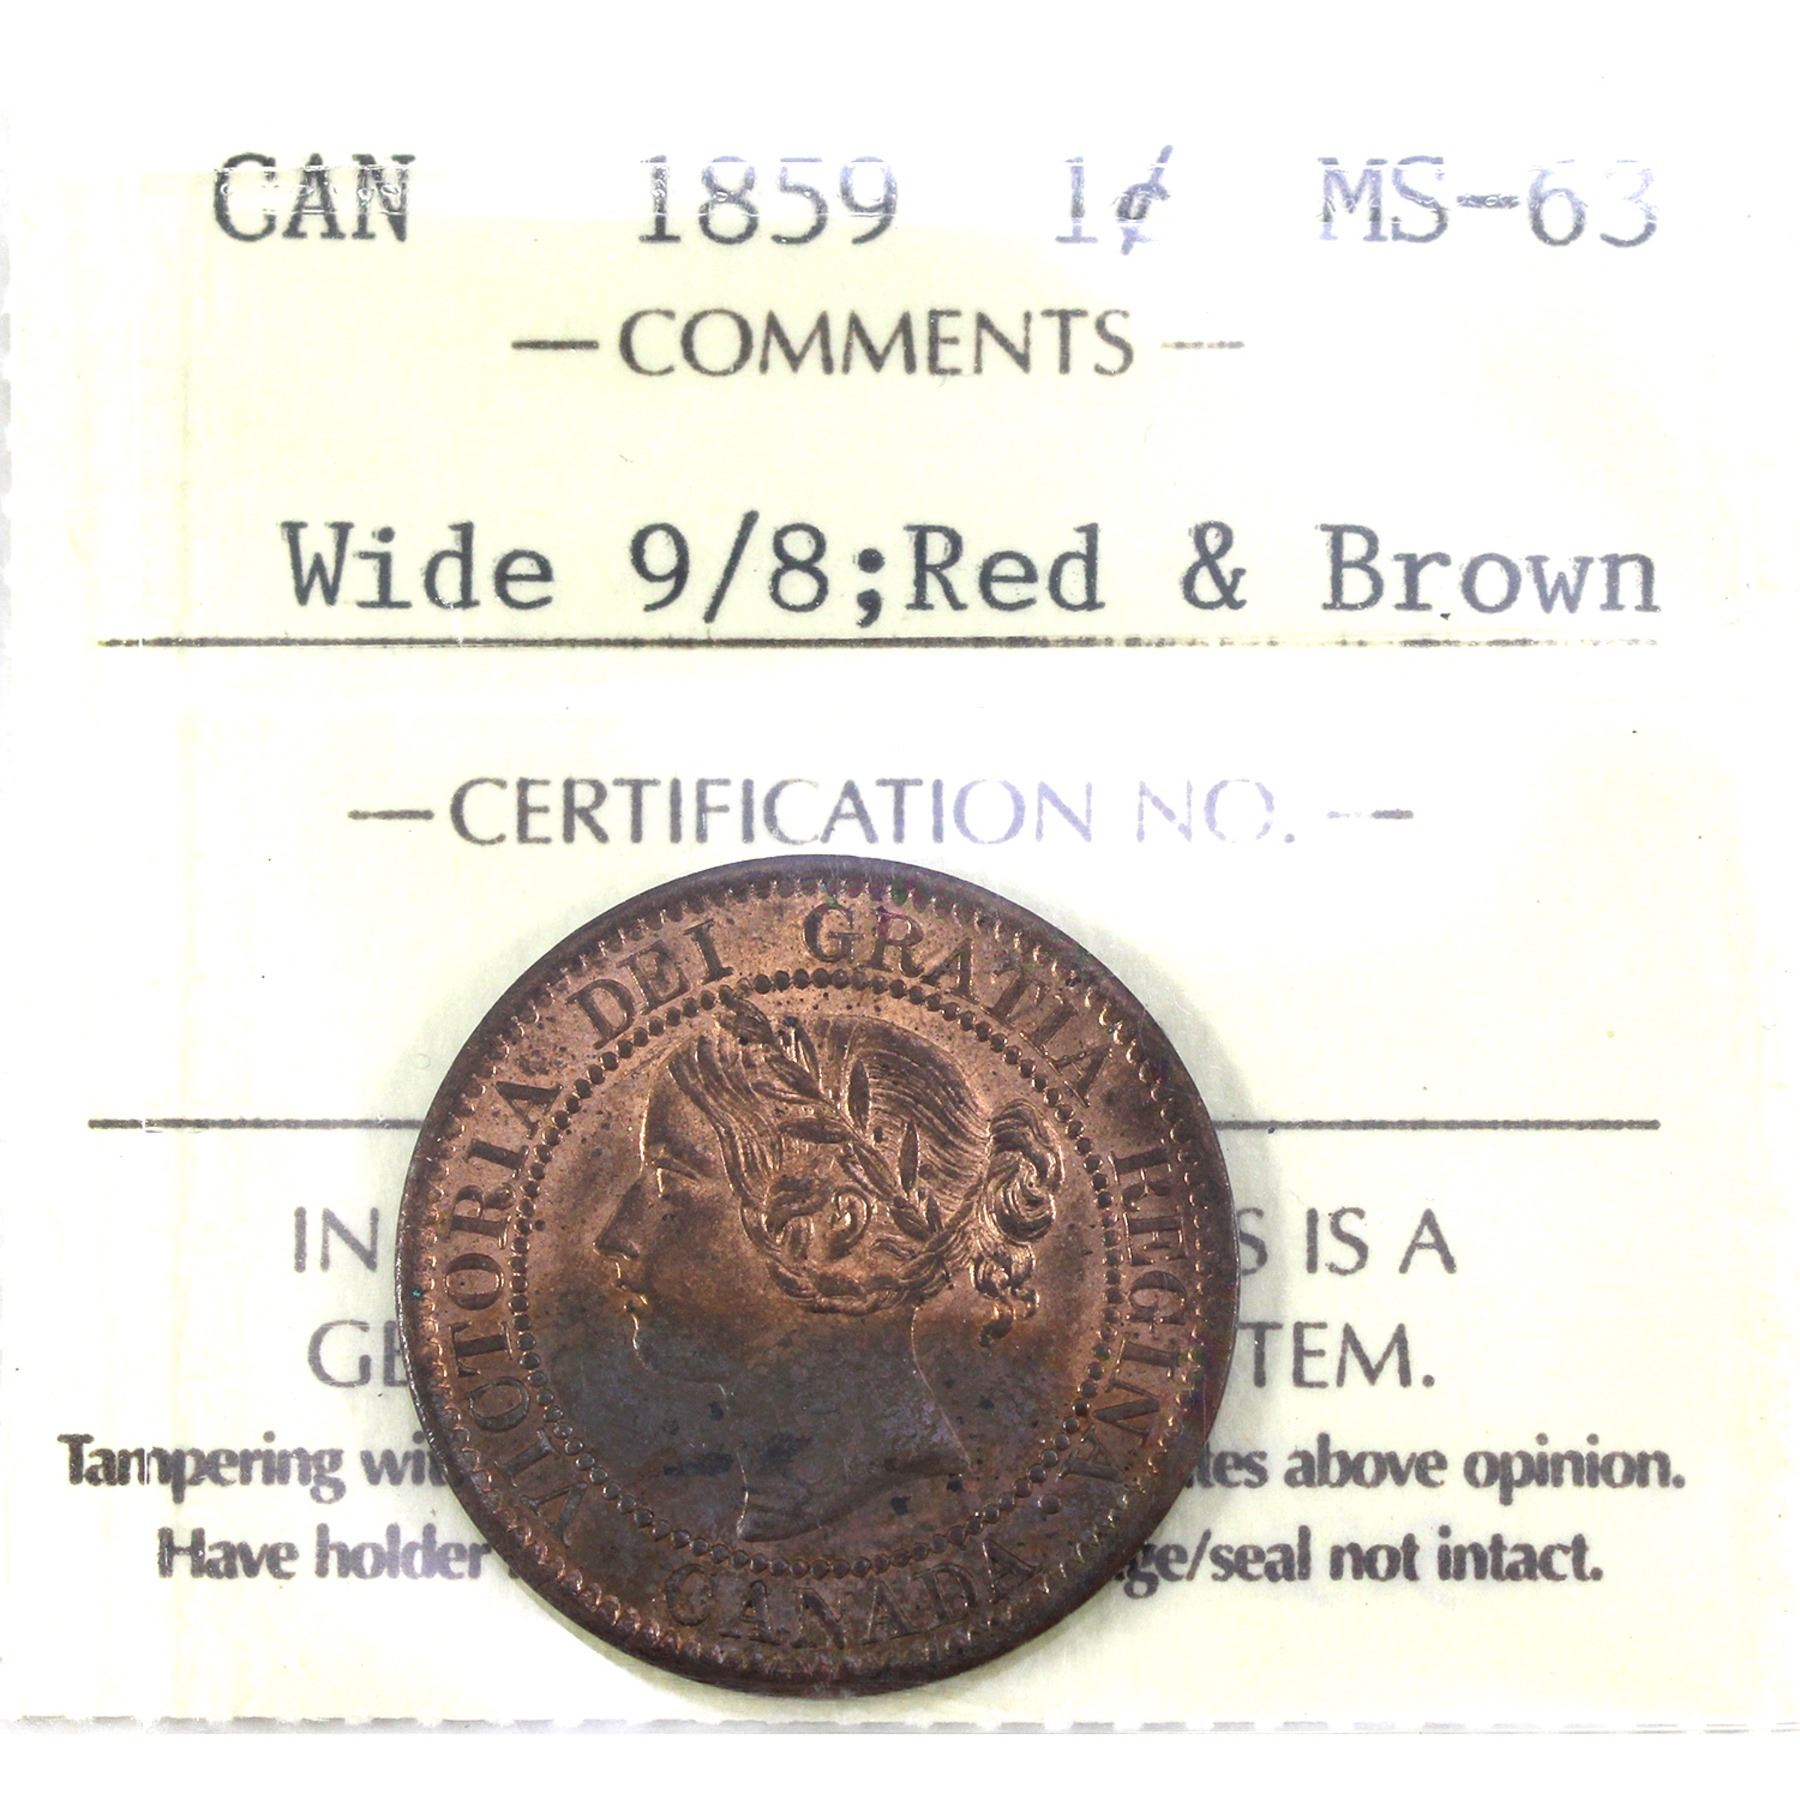 CAN 1859 1¢ MS-63
—COMMENTS—
Wide 9/8;Red & Brown
—CERTIFICATION NO.—
IN S IS A
GE TEM.
Tampering wit tes above opinion.
Have holder ge/seal not intact.
VICTORIA DEI GRATIA REGINA.
CANADA